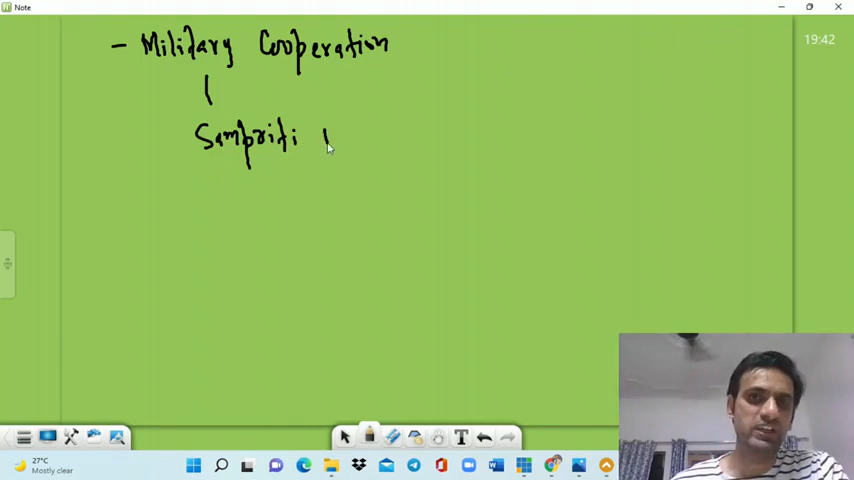 Note
19:42
- Military Cooperation
Sampriti
27°C
Mostly clear